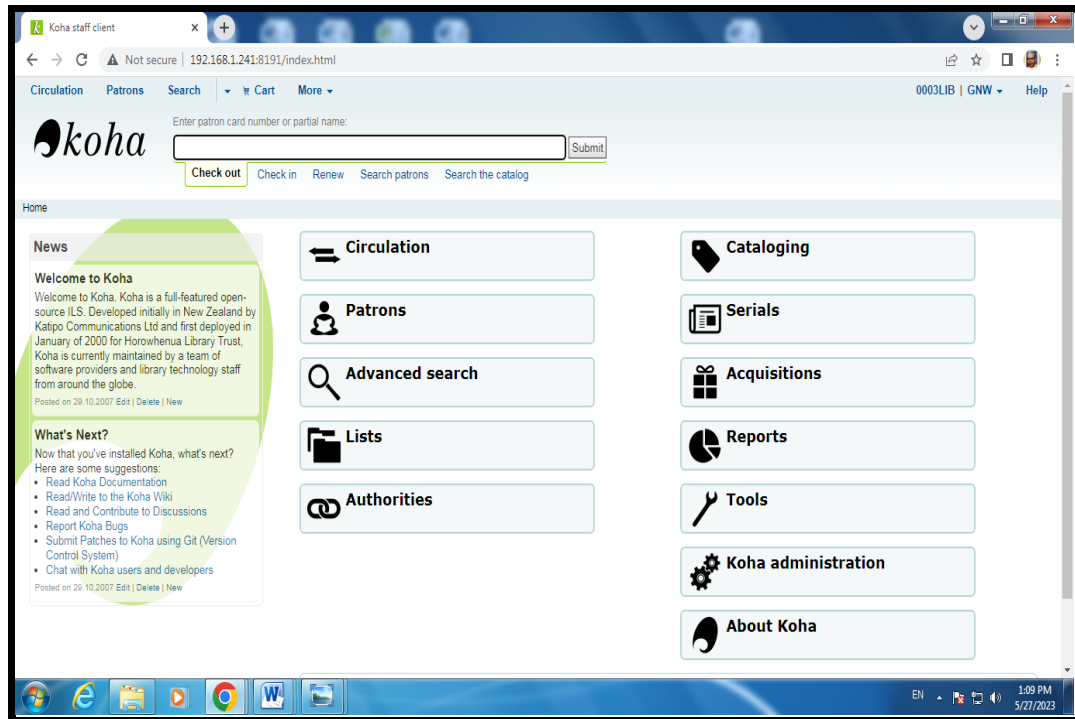 Koha staff client
Not secure | 192.168.1.241:8191/index.html
Circulation Patrons Search Cart More 0003LIB | GNW Help
koha
Enter patron card number or partial name:
Submit
Check out Check in Renew Search patrons Search the catalog
Home
News
Welcome to Koha
Welcome to Koha. Koha is a full-featured open-
source ILS. Developed initially in New Zealand by
Katipo Communications Ltd and first deployed in
January of 2000 for Horowhenua Library Trust,
Koha is currently maintained by a team of
software providers and library technology staff
from around the globe.
Posted on 29.10.2007 Edit | Delete | New
What's Next?
Now that you've installed Koha, what's next?
Here are some suggestions:
• Read Koha Documentation
• Read/Write to the Koha Wiki
• Read and Contribute to Discussions
• Report Koha Bugs
• Submit Patches to Koha using Git (Version
Control System)
• Chat with Koha users and developers
Posted on 29.10.2007 Edit | Delete | New
Circulation
Patrons
Advanced search
Lists
Authorities
Cataloging
Serials
Acquisitions
Reports
Tools
Koha administration
About Koha
EN
1:09 PM
5/27/2023